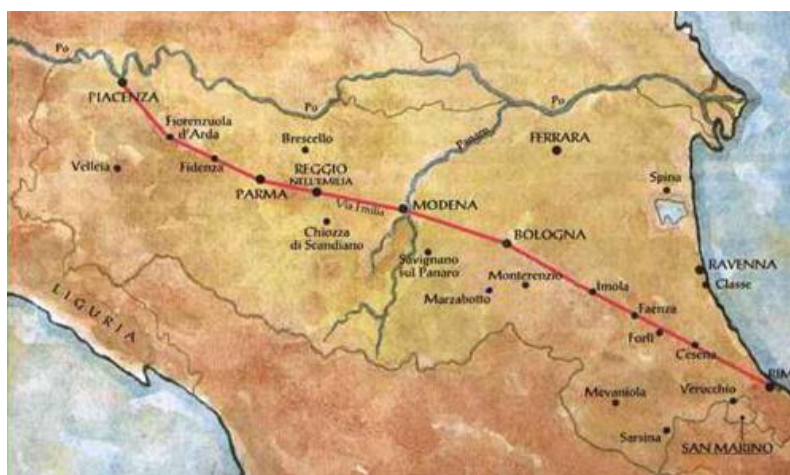 Po
PIACENZA
Fiorenzuola
d'Arda
Po
Po
Brescello
Panaro
FERRARA
Velleia
Fidenza
REGGIO
NELL'EMILIA
PARMA
Via Emilia
MODENA
Spina
Chiozza
di Scandiano
BOLOGNA
Savignano
sul Panaro
Monterenzio
Marzabotto
RAVENNA
Classe
Imola
LIGURIA
Faenza
Forlì
Cesena
RIM
Mevaniola
Verucchio
Sarsina
SAN MARINO